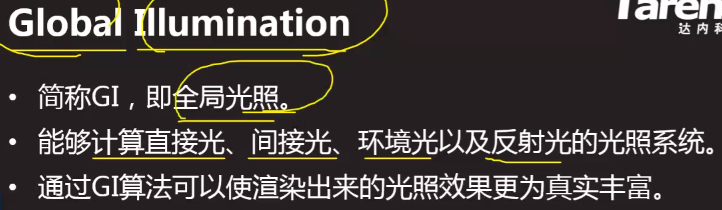 Global Illumination
达内科
• 简称GI，即全局光照。
• 能够计算直接光、间接光、环境光以及反射光的光照系统。
• 通过GI算法可以使渲染出来的光照效果更为真实丰富。